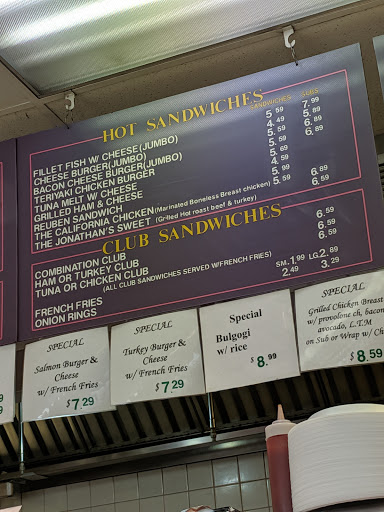 HOT SANDWICHES
SANDWICHES SUBS
FILLET FISH W/ CHEESE(JUMBO) 5 59 7.99
CHEESE BURGER(JUMBO) 4.49 5.89
BACON CHEESE BURGER(JUMBO) 5.59 6.89
TERIYAKI CHICKEN BURGER 5.69
TUNA MELT W/ CHEESE 5.69
GRILLED HAM & CHEESE 4.59
REUBEN SANDWICH 5.99
THE CALIFORNIA CHICKEN(Marinated Boneless Breast chicken) 5.59 6.89
THE JONATHAN'S SWEET (Grilled Hot roast beef & turkey) 5.59 6.89
CLUB SANDWICHES
COMBINATION CLUB 6.59
HAM OR TURKEY CLUB 6.59
TUNA OR CHICKEN CLUB 6.59
(ALL CLUB SANDWICHES SERVED W/FRENCH FRIES)
FRENCH FRIES SM. 1.99 LG. 2.89
ONION RINGS 2.49 3.29
SPECIAL
Salmon Burger &
Cheese
w/ French Fries
$7.29
SPECIAL
Turkey Burger &
Cheese
w/ French Fries
$7.29
Special
Bulgogi
w/ rice
$8.99
SPECIAL
Grilled Chicken Breast
w/ provolone ch, bacon
avocado, L.T.M
on Sub or Wrap w/
$8.59